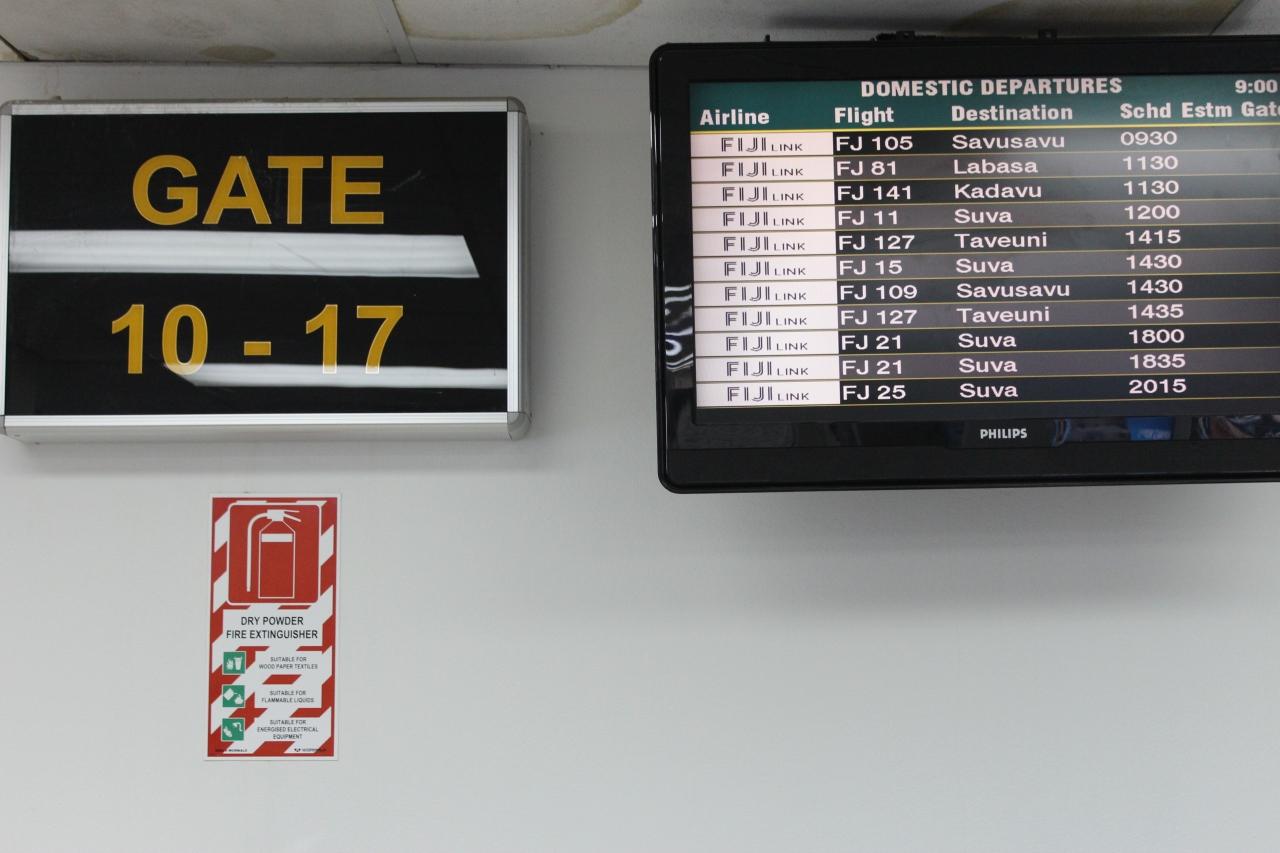 GATE
10 - 17
DOMESTIC DEPARTURES 9:00
Airline Flight Destination Schd Estm Gate
FIJI LINK FJ 105 Savusavu 0930
FIJI LINK FJ 81 Labasa 1130
FIJI LINK FJ 141 Kadavu 1130
FIJI LINK FJ 11 Suva 1200
FIJI LINK FJ 127 Taveuni 1415
FIJI LINK FJ 15 Suva 1430
FIJI LINK FJ 109 Savusavu 1430
FIJI LINK FJ 127 Taveuni 1435
FIJI LINK FJ 21 Suva 1800
FIJI LINK FJ 21 Suva 1835
FIJI LINK FJ 25 Suva 2015
PHILIPS
DRY POWDER
FIRE EXTINGUISHER
SUITABLE FOR
WOOD PAPER TEXTILES
SUITABLE FOR
FLAMMABLE LIQUIDS
SUITABLE FOR
ENERGISED ELECTRICAL
EQUIPMENT